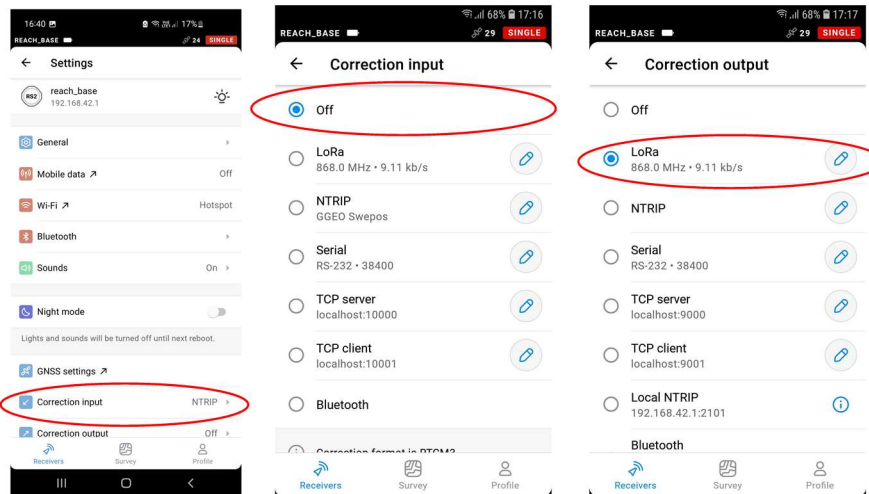 16:40 17%
REACH_BASE 24 SINGLE
Settings
RS2
reach_base
192.168.42.1
General
Mobile data Off
Wi-Fi Hotspot
Bluetooth
Sounds On
Night mode
Lights and sounds will be turned off until next reboot.
GNSS settings
Correction input NTRIP
Correction output Off
Receivers Survey Profile
68% 17:16
REACH_BASE 29 SINGLE
Correction input
Off
LoRa
868.0 MHz • 9.11 kb/s
NTRIP
GGEO Swepos
Serial
RS-232 • 38400
TCP server
localhost:10000
TCP client
localhost:10001
Bluetooth
Correction format is RTCM3
Receivers Survey Profile
68% 17:17
REACH_BASE 29 SINGLE
Correction output
Off
LoRa
868.0 MHz • 9.11 kb/s
NTRIP
Serial
RS-232 • 38400
TCP server
localhost:9000
TCP client
localhost:9001
Local NTRIP
192.168.42.1:2101
Bluetooth
Receivers Survey Profile